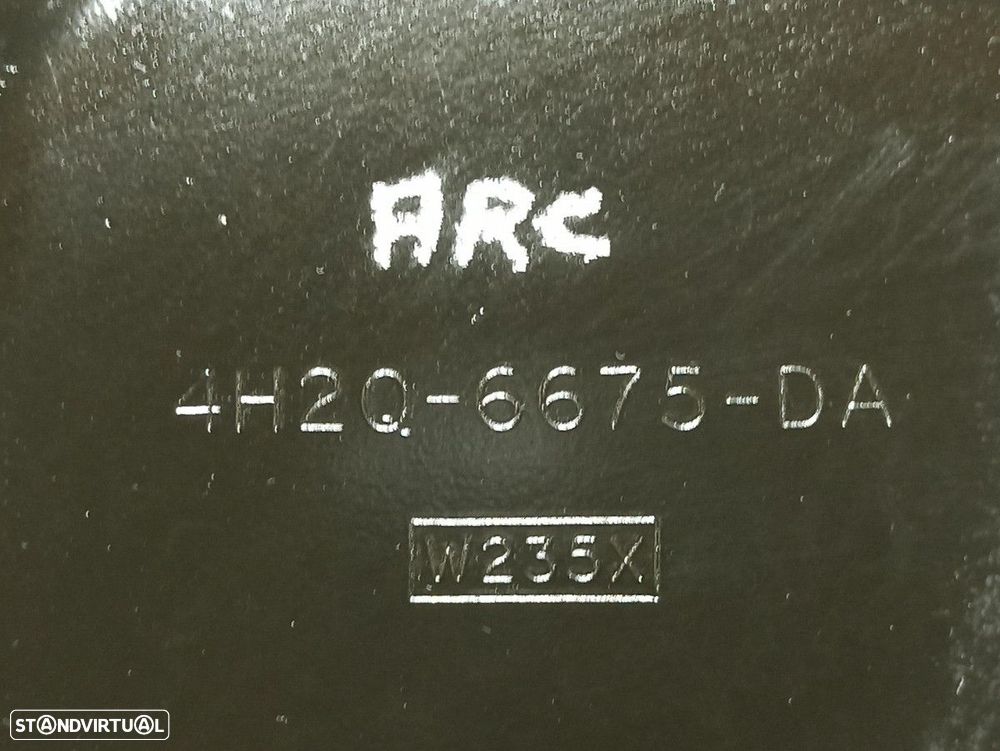 ARC
4H2Q-6675-DA
W235X
STANDVIRTUAL